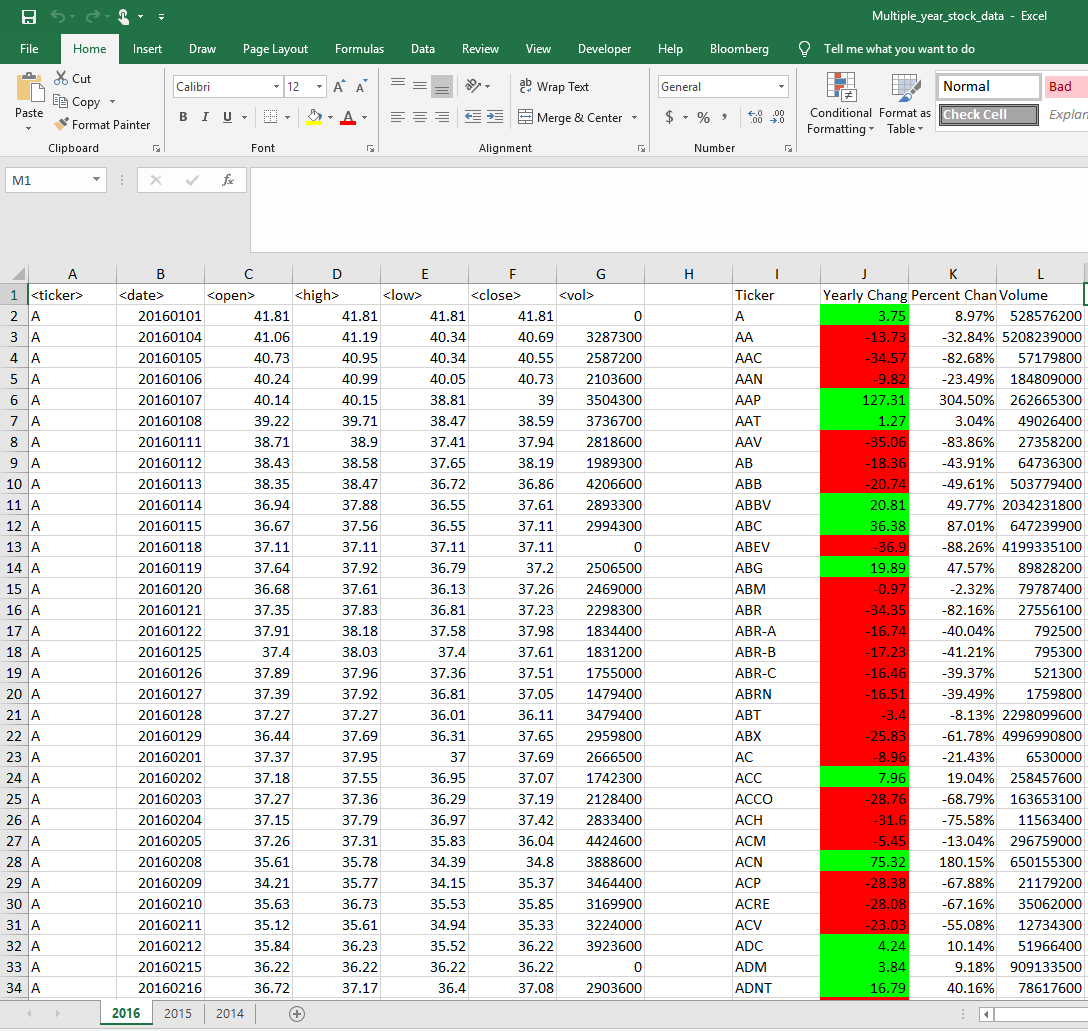 Multiple_year_stock_data - Excel
File Home Insert Draw Page Layout Formulas Data Review View Developer Help Bloomberg Tell me what you want to do
Cut
Copy
Format Painter
Paste
Clipboard
Calibri 12 A A
B I U A
Font
ab Wrap Text
Merge & Center
Alignment
General
$ % , .0 .00 .00 .0
Number
Conditional Formatting
Format as Table
Normal Bad
Check Cell Explan
M1 fx
A B C D E F G H I J K L
1 <ticker> <date> <open> <high> <low> <close> <vol> Ticker Yearly Chang Percent Chan Volume
2 A 20160101 41.81 41.81 41.81 41.81 0 A 3.75 8.97% 528576200
3 A 20160104 41.06 41.19 40.34 40.69 3287300 AA -13.73 -32.84% 5208239000
4 A 20160105 40.73 40.95 40.34 40.55 2587200 AAC -34.57 -82.68% 57179800
5 A 20160106 40.24 40.99 40.05 40.73 2103600 AAN -9.82 -23.49% 184809000
6 A 20160107 40.14 40.15 38.81 39 3504300 AAP 127.31 304.50% 262665300
7 A 20160108 39.22 39.71 38.47 38.59 3736700 AAT 1.27 3.04% 49026400
8 A 20160111 38.71 38.9 37.41 37.94 2818600 AAV -35.06 -83.86% 27358200
9 A 20160112 38.43 38.58 37.65 38.19 1989300 AB -18.36 -43.91% 64736300
10 A 20160113 38.35 38.47 36.72 36.86 4206600 ABB -20.74 -49.61% 503779400
11 A 20160114 36.94 37.88 36.55 37.61 2893300 ABBV 20.81 49.77% 2034231800
12 A 20160115 36.67 37.56 36.55 37.11 2994300 ABC 36.38 87.01% 647239900
13 A 20160118 37.11 37.11 37.11 37.11 0 ABEV -36.9 -88.26% 4199335100
14 A 20160119 37.64 37.92 36.79 37.2 2506500 ABG 19.89 47.57% 89828200
15 A 20160120 36.68 37.61 36.13 37.26 2469000 ABM -0.97 -2.32% 79787400
16 A 20160121 37.35 37.83 36.81 37.23 2298300 ABR -34.35 -82.16% 27556100
17 A 20160122 37.91 38.18 37.58 37.98 1834400 ABR-A -16.74 -40.04% 792500
18 A 20160125 37.4 38.03 37.4 37.61 1831200 ABR-B -17.23 -41.21% 795300
19 A 20160126 37.89 37.96 37.36 37.51 1755000 ABR-C -16.46 -39.37% 521300
20 A 20160127 37.39 37.92 36.81 37.05 1479400 ABRN -16.51 -39.49% 1759800
21 A 20160128 37.27 37.27 36.01 36.11 3479400 ABT -3.4 -8.13% 2298099600
22 A 20160129 36.44 37.69 36.31 37.65 2959800 ABX -25.83 -61.78% 4996990800
23 A 20160201 37.37 37.95 37 37.69 2666500 AC -8.96 -21.43% 6530000
24 A 20160202 37.18 37.55 36.95 37.07 1742300 ACC 7.96 19.04% 258457600
25 A 20160203 37.27 37.36 36.29 37.19 2128400 ACCO -28.76 -68.79% 163653100
26 A 20160204 37.15 37.79 36.97 37.42 2833400 ACH -31.6 -75.58% 11563400
27 A 20160205 37.26 37.31 35.83 36.04 4424600 ACM -5.45 -13.04% 296759000
28 A 20160208 35.61 35.78 34.39 34.8 3888600 ACN 75.32 180.15% 650155300
29 A 20160209 34.21 35.77 34.15 35.37 3464400 ACP -28.38 -67.88% 21179200
30 A 20160210 35.63 36.73 35.53 35.85 3169900 ACRE -28.08 -67.16% 35062000
31 A 20160211 35.12 35.61 34.94 35.33 3224000 ACV -23.03 -55.08% 12734300
32 A 20160212 35.84 36.23 35.52 36.22 3923600 ADC 4.24 10.14% 51966400
33 A 20160215 36.22 36.22 36.22 36.22 0 ADM 3.84 9.18% 909133500
34 A 20160216 36.72 37.17 36.4 37.08 2903600 ADNT 16.79 40.16% 78617600
2016 2015 2014